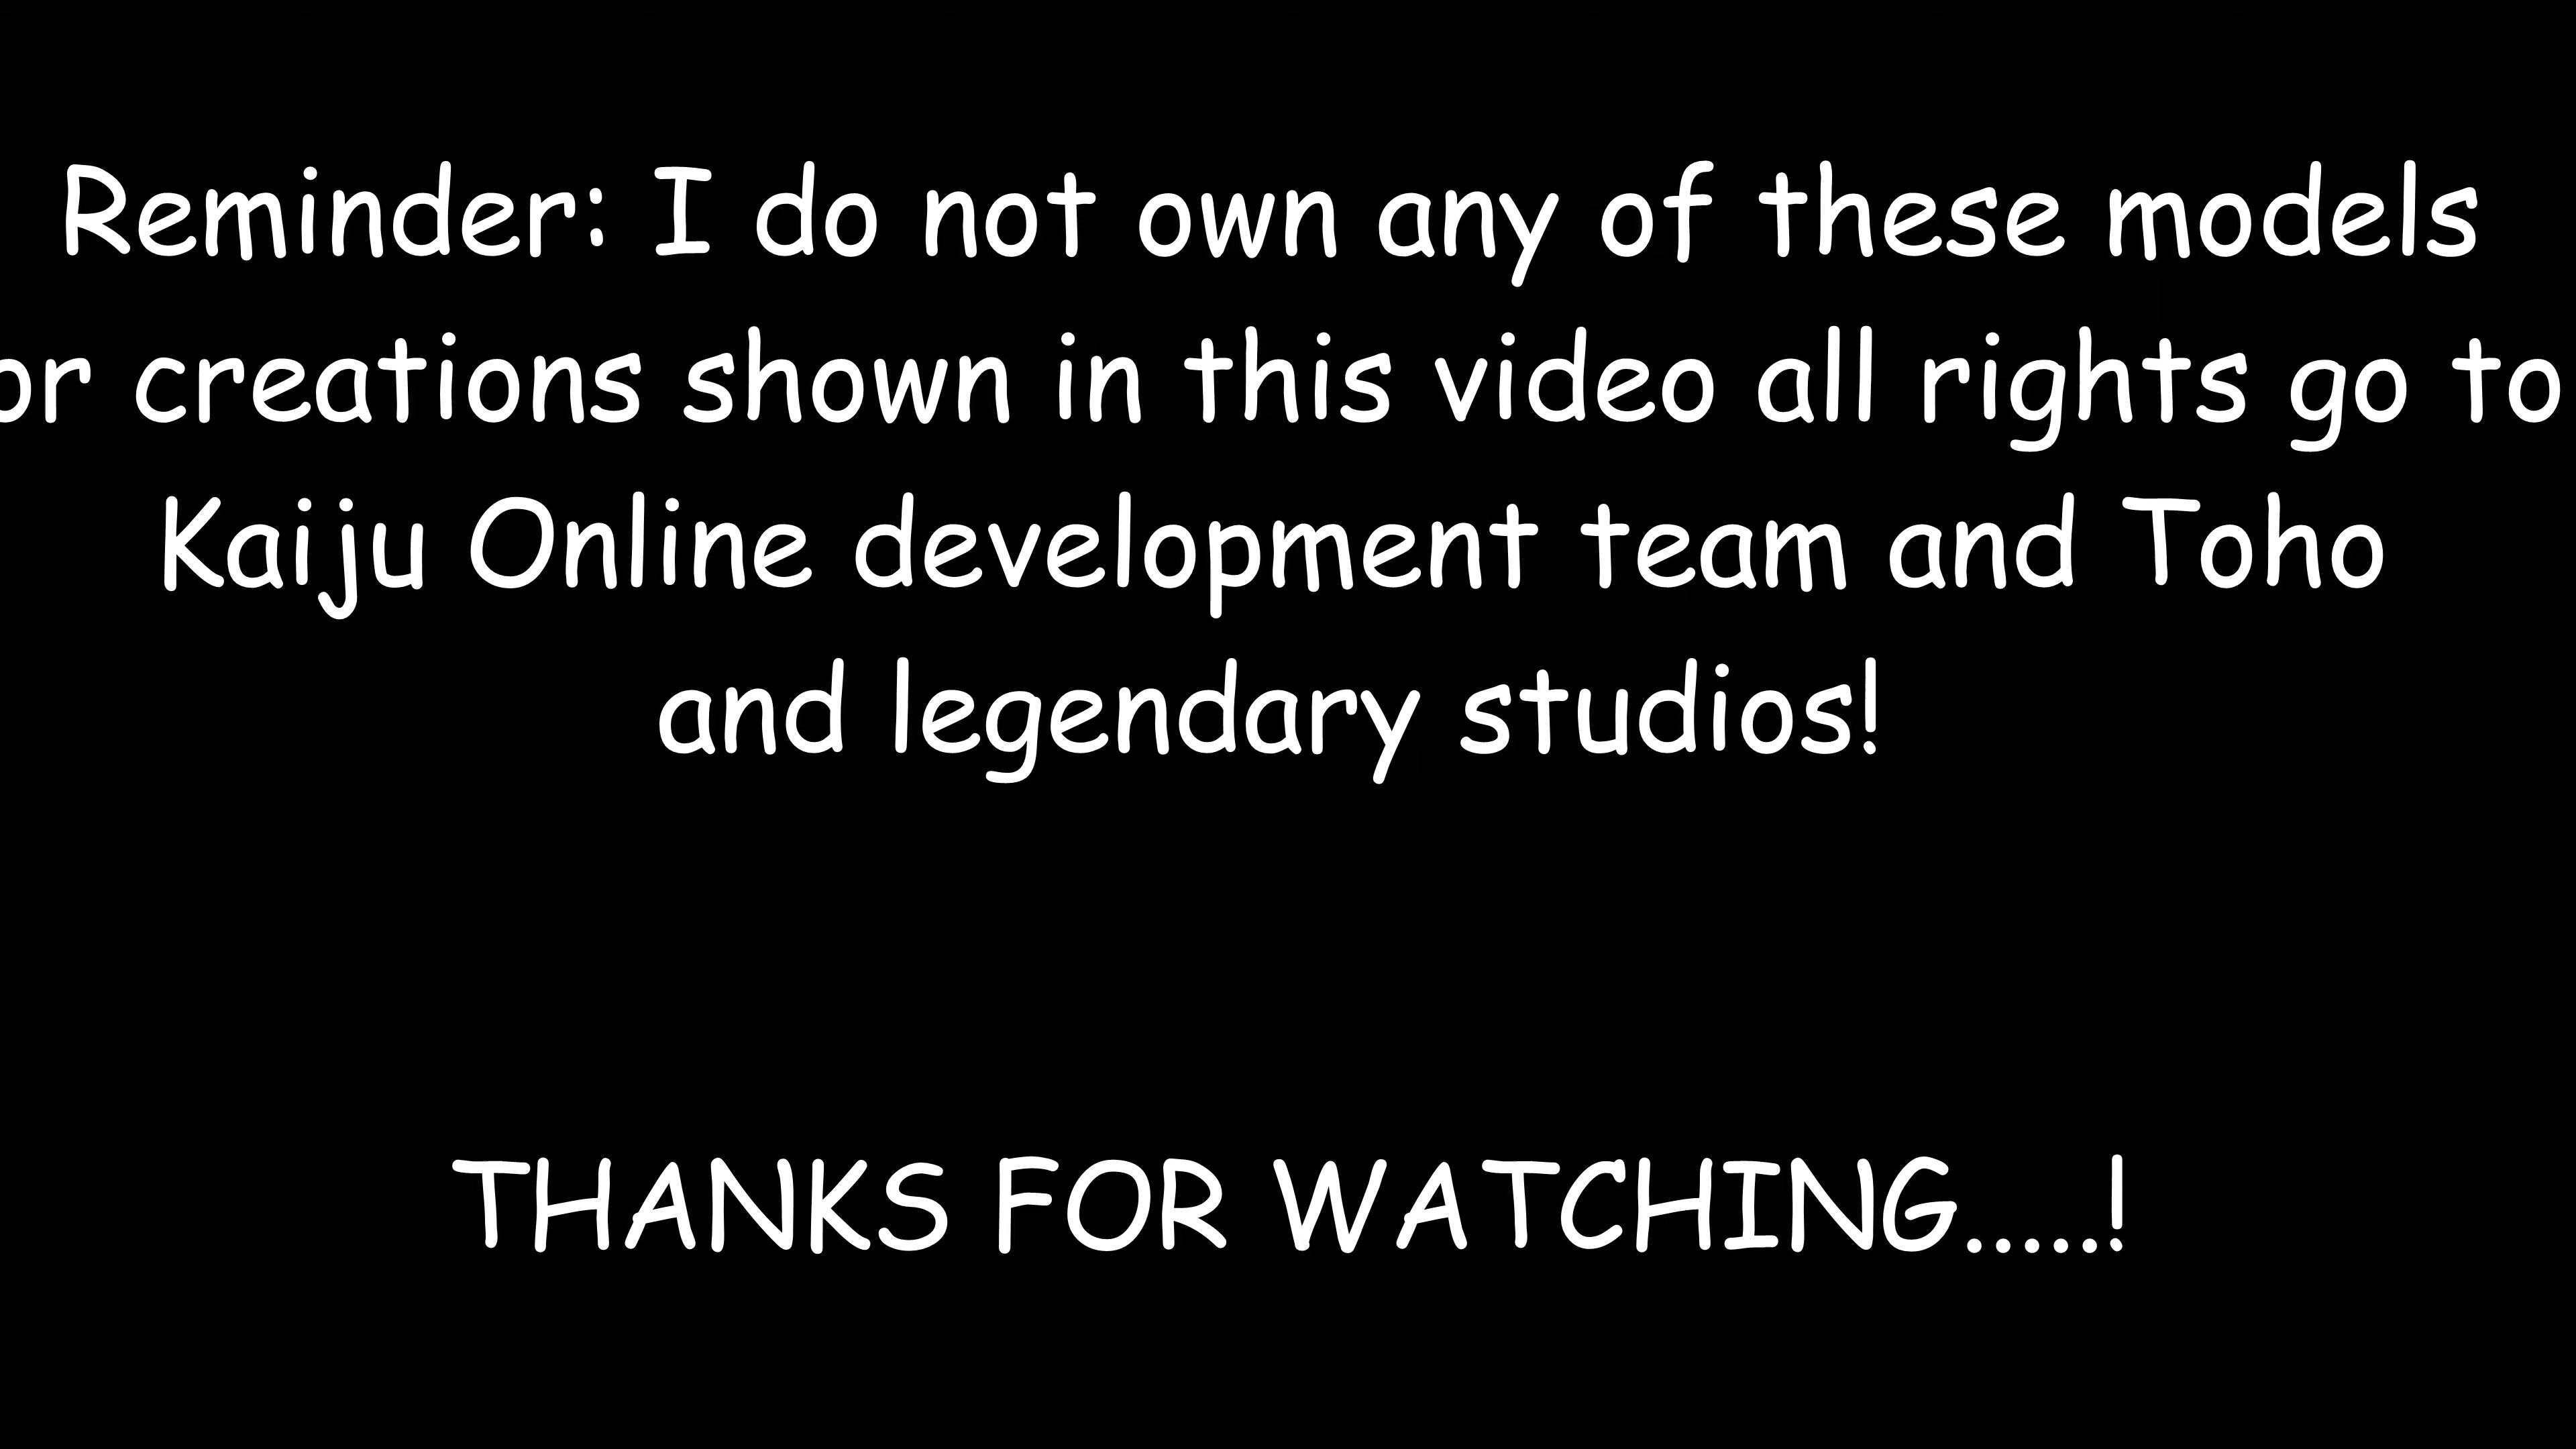 Reminder: I do not own any of these models
or creations shown in this video all rights go to
Kaiju Online development team and Toho
and legendary studios!
THANKS FOR WATCHING.....!